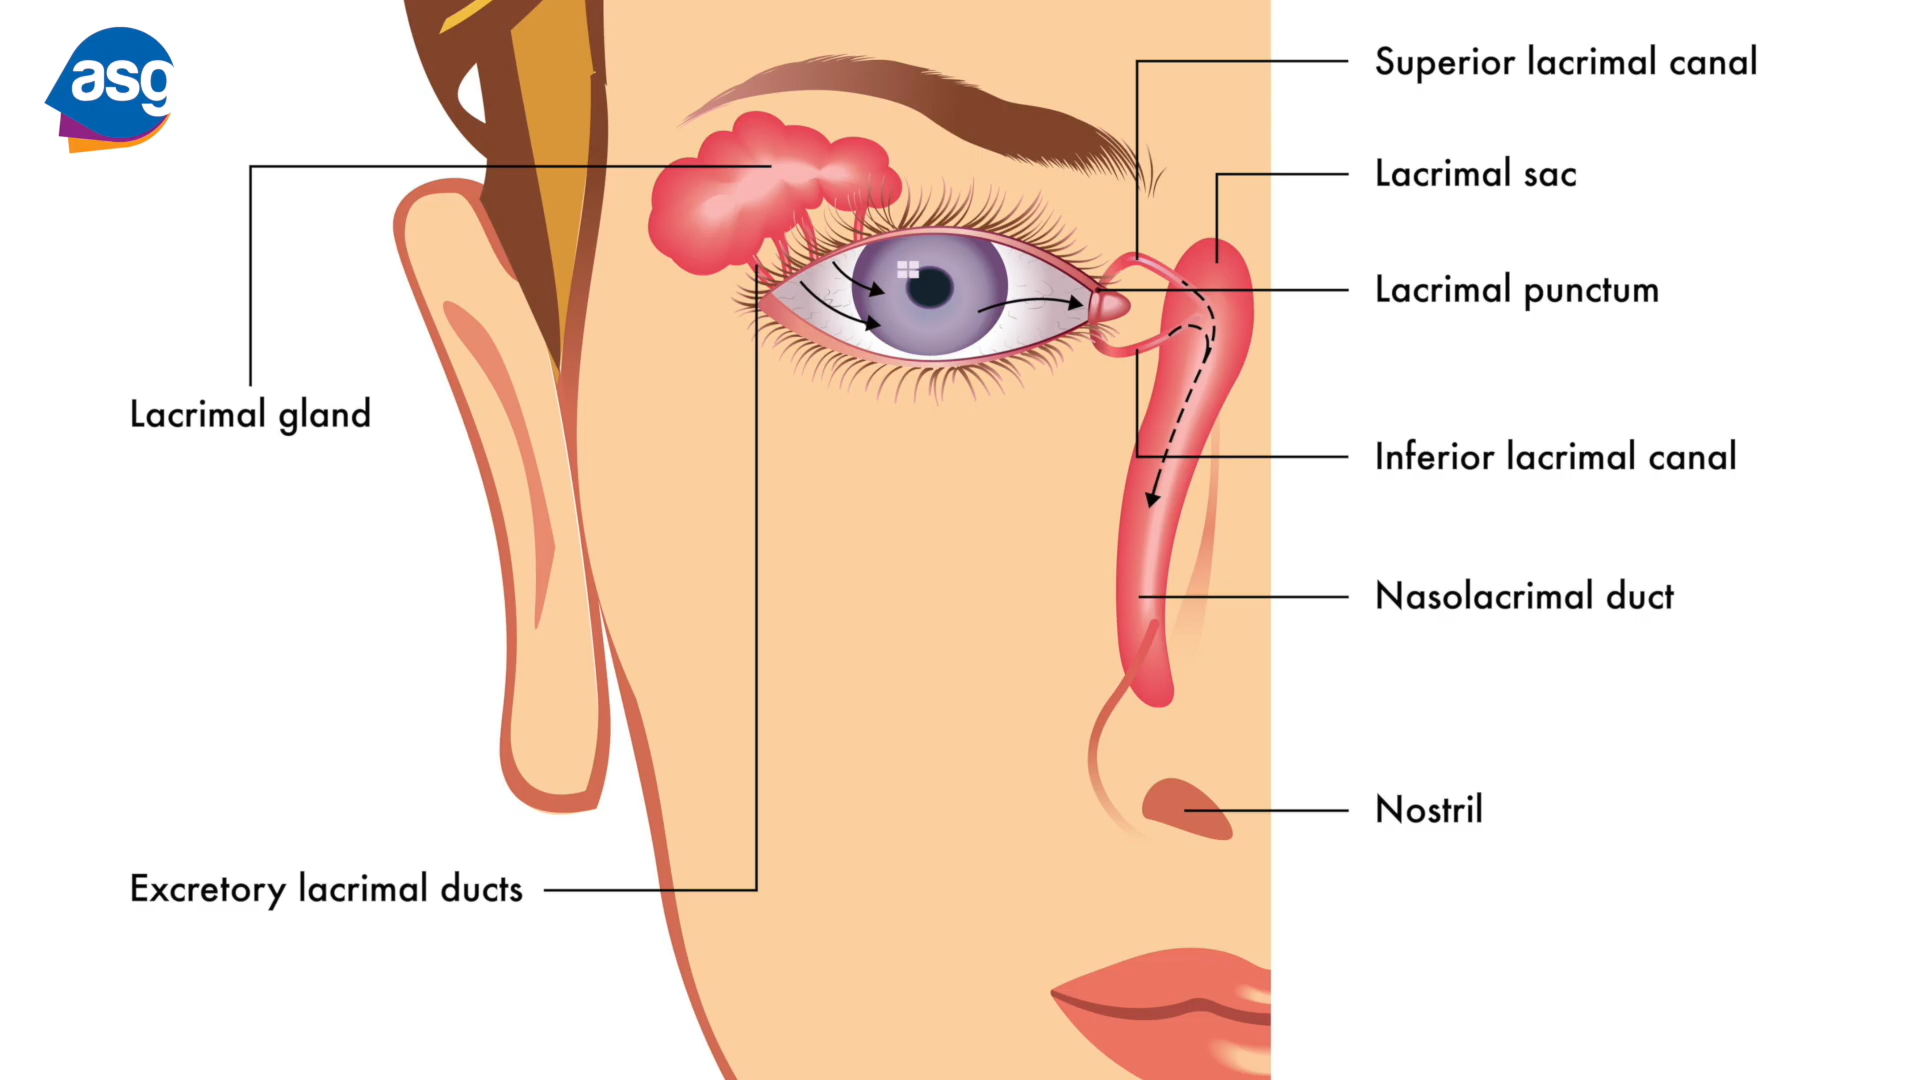 asg
Superior lacrimal canal
Lacrimal sac
Lacrimal punctum
Lacrimal gland
Inferior lacrimal canal
Nasolacrimal duct
Nostril
Excretory lacrimal ducts